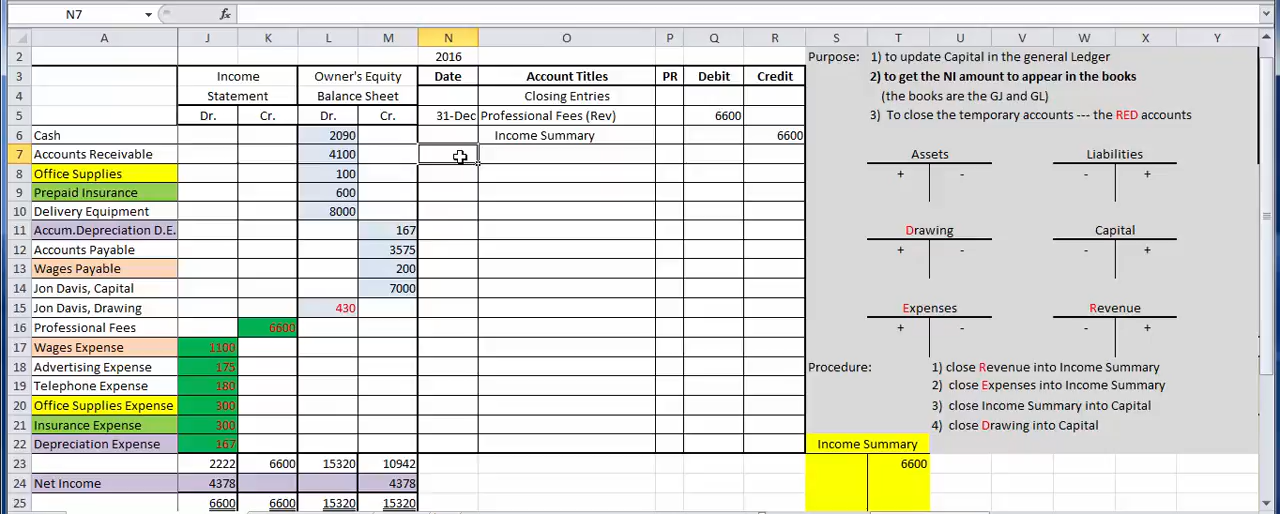 N7 fx
A J K L M N O P Q R S T U V W X Y
2 2016 Purpose: 1) to update Capital in the general Ledger
3 Income Owner's Equity Date Account Titles PR Debit Credit 2) to get the NI amount to appear in the books
4 Statement Balance Sheet Closing Entries (the books are the GJ and GL)
5 Dr. Cr. Dr. Cr. 31-Dec Professional Fees (Rev) 6600 3) To close the temporary accounts --- the RED accounts
6 Cash 2090 Income Summary 6600
7 Accounts Receivable 4100 Assets Liabilities
8 Office Supplies 100 + - - +
9 Prepaid Insurance 600
10 Delivery Equipment 8000
11 Accum.Depreciation D.E. 167 Drawing Capital
12 Accounts Payable 3575 + - - +
13 Wages Payable 200
14 Jon Davis, Capital 7000
15 Jon Davis, Drawing 430 Expenses Revenue
16 Professional Fees 6600 + - - +
17 Wages Expense 1100
18 Advertising Expense 175 Procedure: 1) close Revenue into Income Summary
19 Telephone Expense 180 2) close Expenses into Income Summary
20 Office Supplies Expense 300 3) close Income Summary into Capital
21 Insurance Expense 300 4) close Drawing into Capital
22 Depreciation Expense 167 Income Summary
23 2222 6600 15320 10942 6600
24 Net Income 4378 4378
25 6600 6600 15320 15320